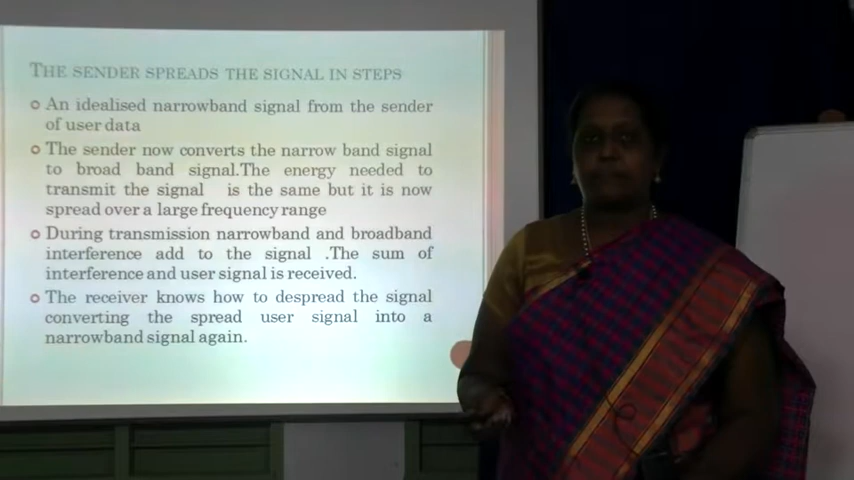 THE SENDER SPREADS THE SIGNAL IN STEPS
An idealised narrowband signal from the sender
of user data
The sender now converts the narrow band signal
to broad band signal.The energy needed to
transmit the signal is the same but it is now
spread over a large frequency range
During transmission narrowband and broadband
interference add to the signal .The sum of
interference and user signal is received.
The receiver knows how to despread the signal
converting the spread user signal into a
narrowband signal again.